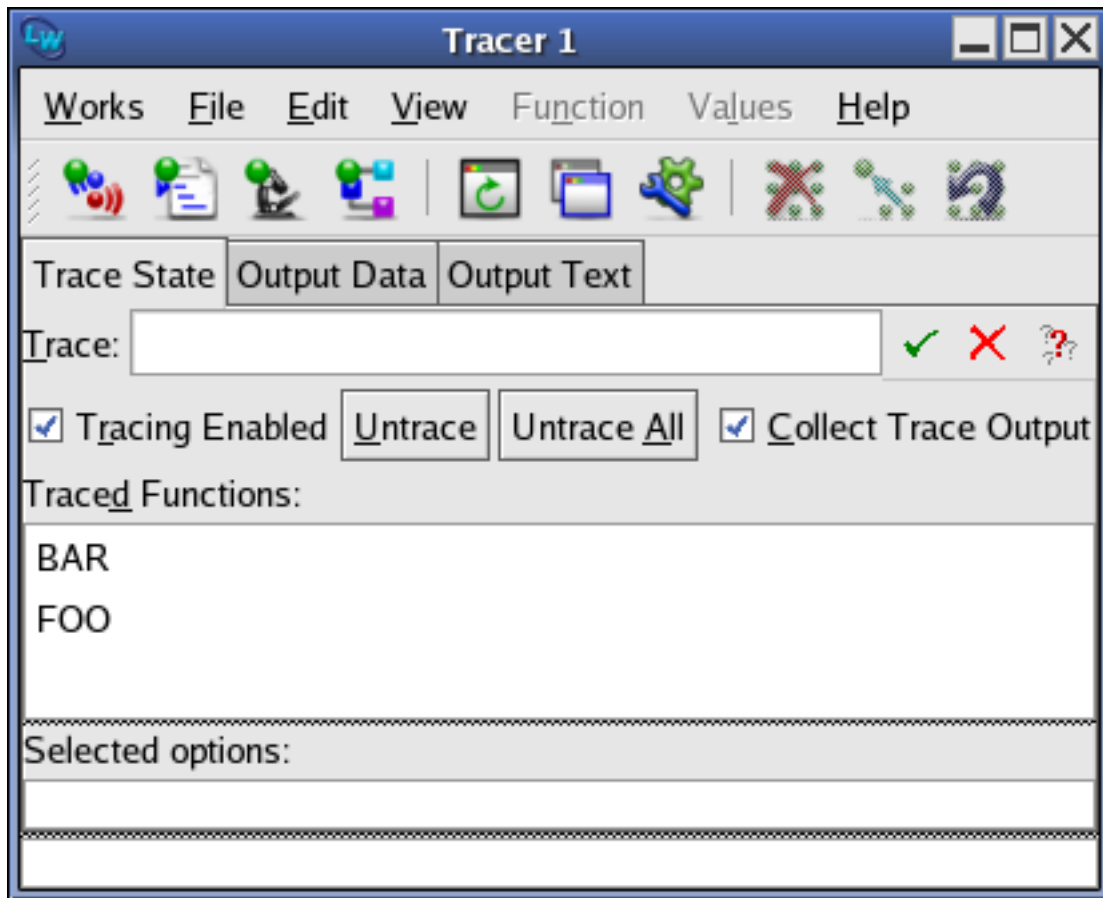 LW
Tracer 1
Works File Edit View Function Values Help
Trace State Output Data Output Text
Trace:
Tracing Enabled Untrace Untrace All Collect Trace Output
Traced Functions:
BAR
FOO
Selected options: